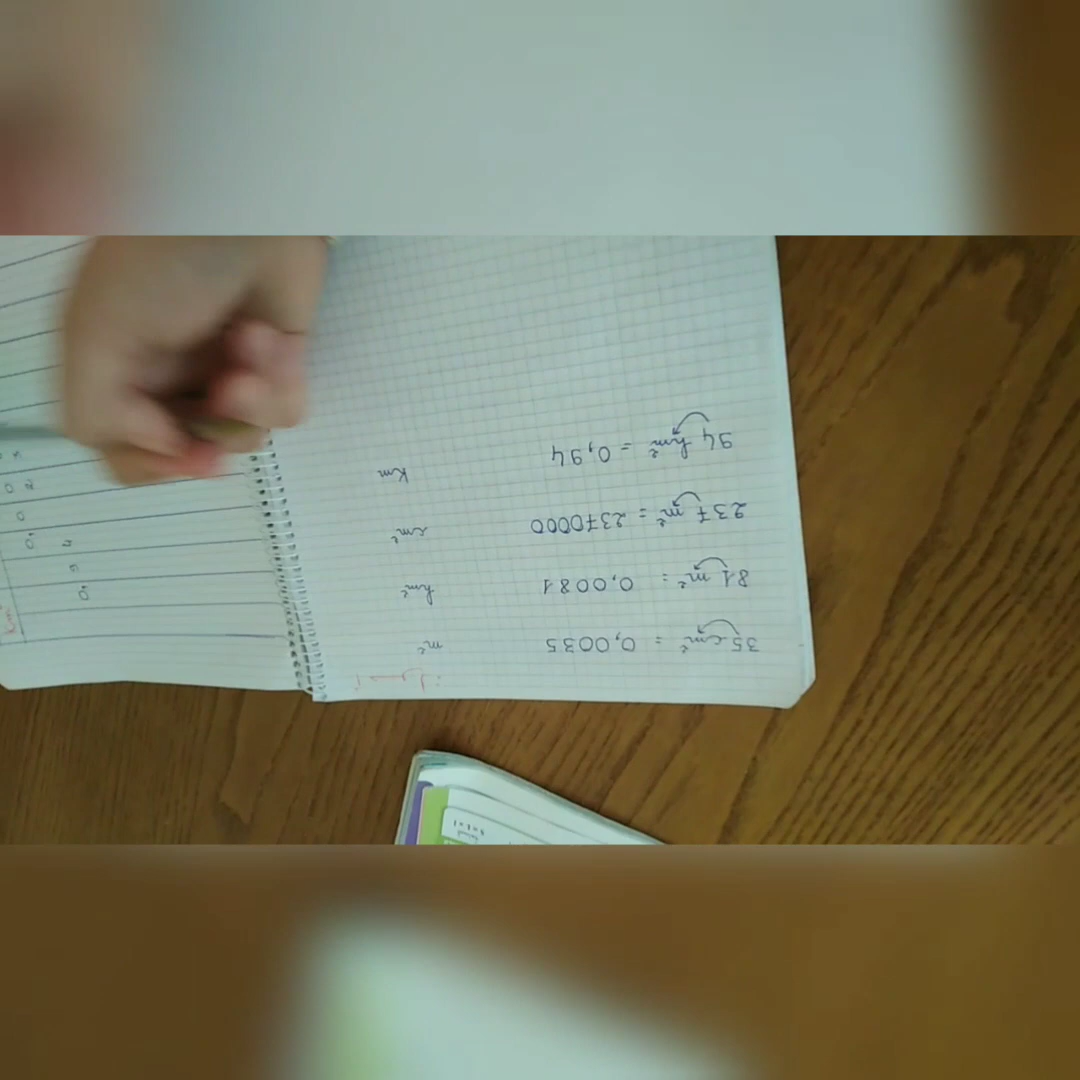 35 cm² = 0,0035 m²
81 m² = 0,0081 hm²
237 m² = 2370000 cm²
94 hm² = 0,94 Km